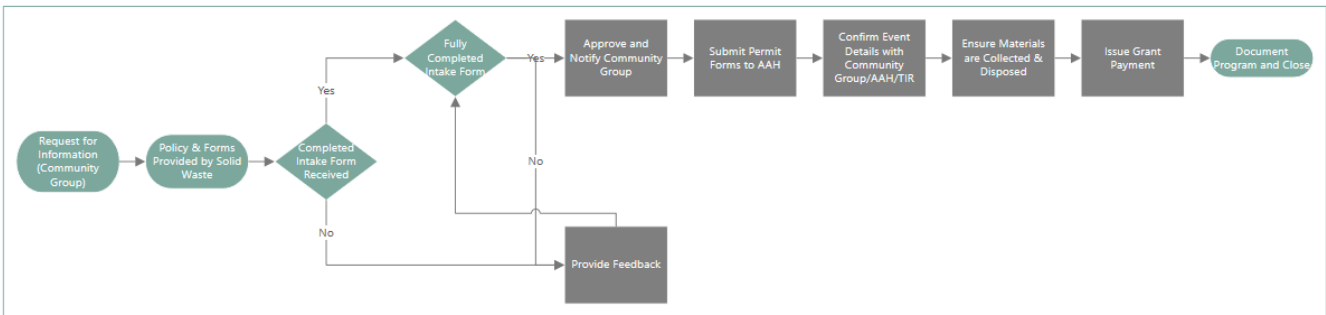 Request for
Information
(Community
Group)
Policy & Forms
Provided by Solid
Waste
Completed
Intake Form
Received
Yes
No
Fully
Completed
Intake Form
Yes
No
Provide Feedback
Approve and
Notify Community
Group
Submit Permit
Forms to AAH
Confirm Event
Details with
Community
Group/AAH/TIR
Ensure Materials
are Collected &
Disposed
Issue Grant
Payment
Document
Program and Close